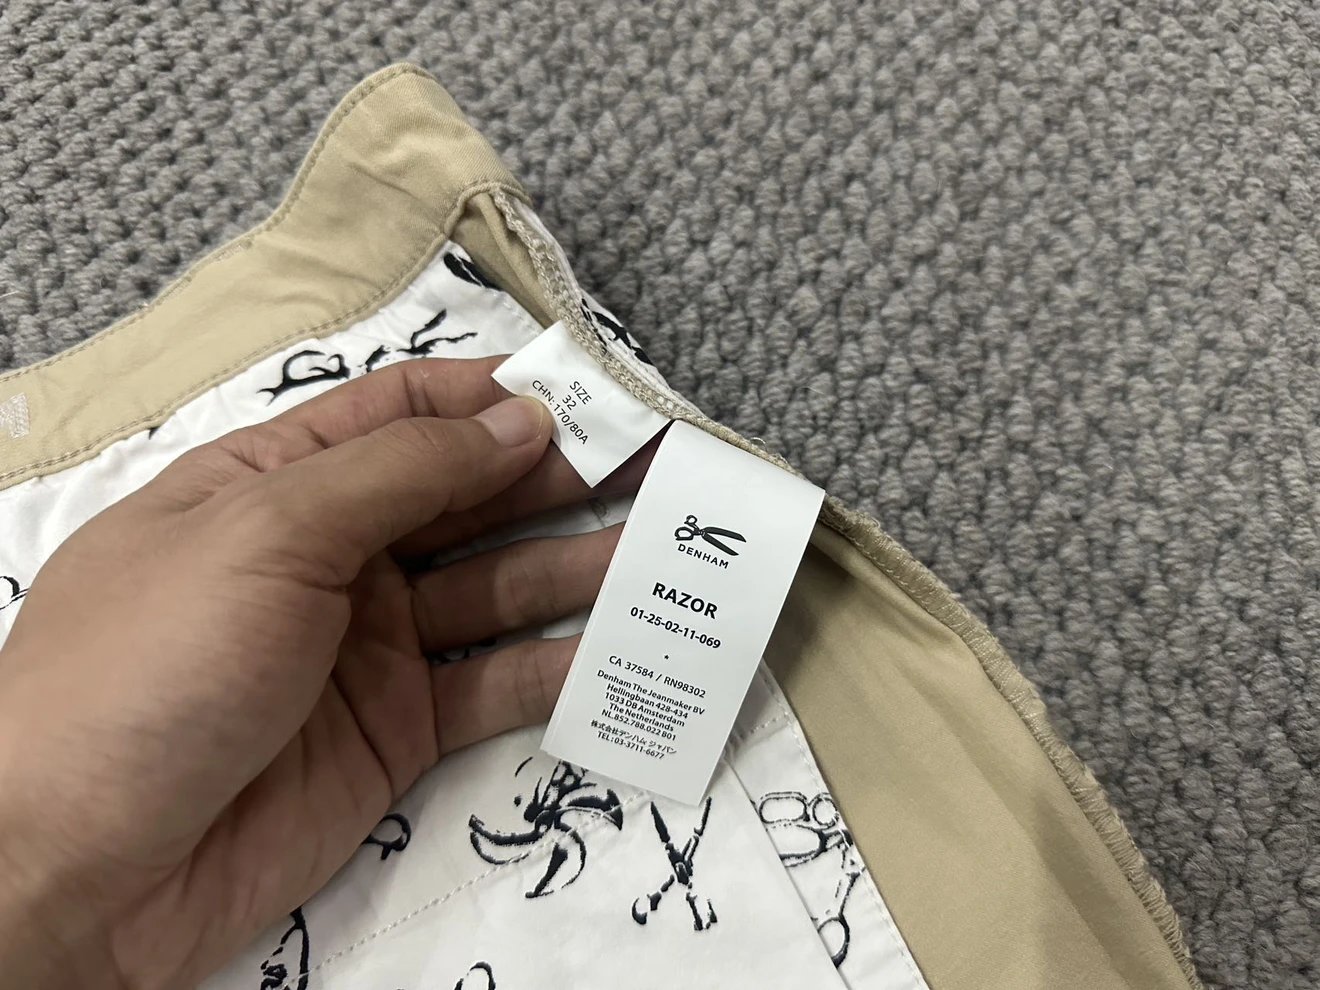 SIZE
32
CHN: 170/80A
DENHAM
RAZOR
01-25-02-11-069
*
CA 37584 / RN98302
Denham The Jeanmaker BV
Hellingbaan 428-434
1033 DB Amsterdam
The Netherlands
NL.852.788.022 B01
株式会社デンハム ジャパン
TEL:03-3711-6677